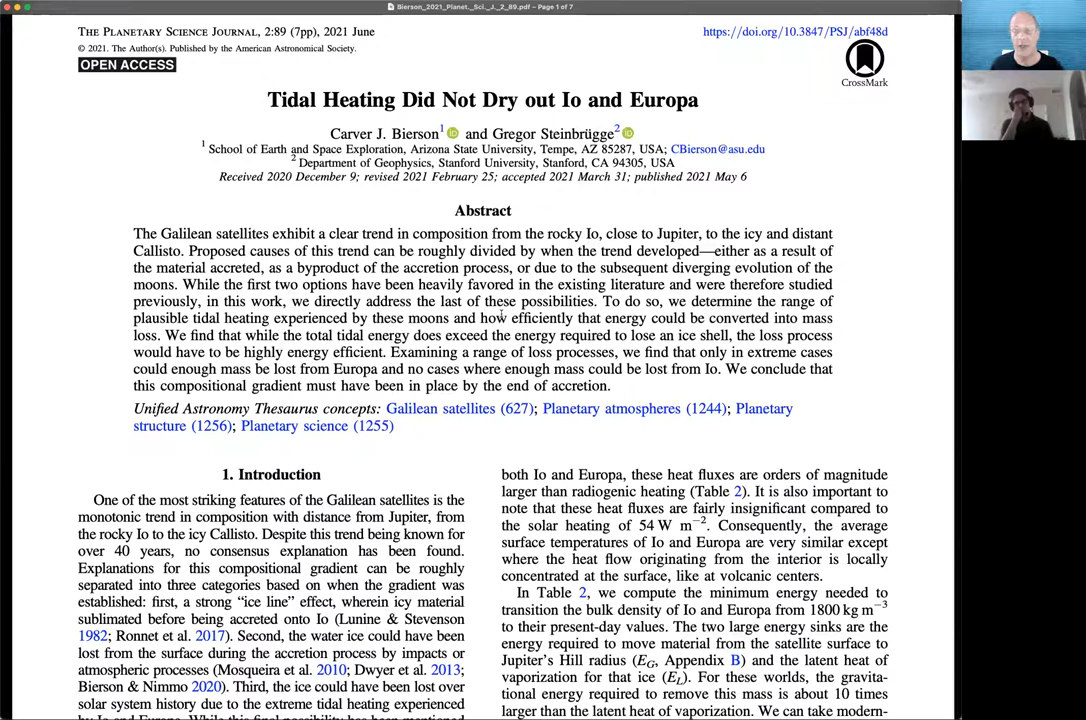 Bierson_2021_Planet._Sci._J._2_89.pdf – Page 1 of 7
THE PLANETARY SCIENCE JOURNAL, 2:89 (7pp), 2021 June
https://doi.org/10.3847/PSJ/abf48d
© 2021. The Author(s). Published by the American Astronomical Society.
OPEN ACCESS
CrossMark
Tidal Heating Did Not Dry out Io and Europa
Carver J. Bierson1 iD and Gregor Steinbrügge2 iD
1 School of Earth and Space Exploration, Arizona State University, Tempe, AZ 85287, USA; CBierson@asu.edu
2 Department of Geophysics, Stanford University, Stanford, CA 94305, USA
Received 2020 December 9; revised 2021 February 25; accepted 2021 March 31; published 2021 May 6
Abstract
The Galilean satellites exhibit a clear trend in composition from the rocky Io, close to Jupiter, to the icy and distant
Callisto. Proposed causes of this trend can be roughly divided by when the trend developed—either as a result of
the material accreted, as a byproduct of the accretion process, or due to the subsequent diverging evolution of the
moons. While the first two options have been heavily favored in the existing literature and were therefore studied
previously, in this work, we directly address the last of these possibilities. To do so, we determine the range of
plausible tidal heating experienced by these moons and how efficiently that energy could be converted into mass
loss. We find that while the total tidal energy does exceed the energy required to lose an ice shell, the loss process
would have to be highly energy efficient. Examining a range of loss processes, we find that only in extreme cases
could enough mass be lost from Europa and no cases where enough mass could be lost from Io. We conclude that
this compositional gradient must have been in place by the end of accretion.
Unified Astronomy Thesaurus concepts: Galilean satellites (627); Planetary atmospheres (1244); Planetary
structure (1256); Planetary science (1255)
1. Introduction
One of the most striking features of the Galilean satellites is the
monotonic trend in composition with distance from Jupiter, from
the rocky Io to the icy Callisto. Despite this trend being known for
over 40 years, no consensus explanation has been found.
Explanations for this compositional gradient can be roughly
separated into three categories based on when the gradient was
established: first, a strong “ice line” effect, wherein icy material
sublimated before being accreted onto Io (Lunine & Stevenson
1982; Ronnet et al. 2017). Second, the water ice could have been
lost from the surface during the accretion process by impacts or
atmospheric processes (Mosqueira et al. 2010; Dwyer et al. 2013;
Bierson & Nimmo 2020). Third, the ice could have been lost over
solar system history due to the extreme tidal heating experienced
by Io and Europa. While this final possibility has been mentioned
both Io and Europa, these heat fluxes are orders of magnitude
larger than radiogenic heating (Table 2). It is also important to
note that these heat fluxes are fairly insignificant compared to
the solar heating of 54 W m−2. Consequently, the average
surface temperatures of Io and Europa are very similar except
where the heat flow originating from the interior is locally
concentrated at the surface, like at volcanic centers.
In Table 2, we compute the minimum energy needed to
transition the bulk density of Io and Europa from 1800 kg m−3
to their present-day values. The two large energy sinks are the
energy required to move material from the satellite surface to
Jupiter’s Hill radius (EG, Appendix B) and the latent heat of
vaporization for that ice (EL). For these worlds, the gravita-
tional energy required to remove this mass is about 10 times
larger than the latent heat of vaporization. We can take modern-